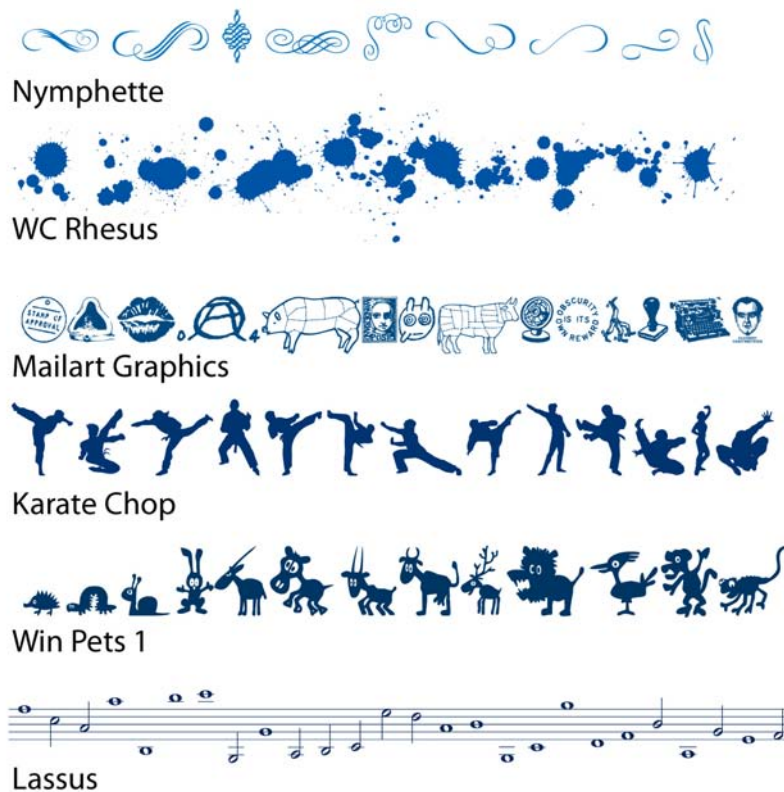 Nymphette
WC Rhesus
STAMP OF
APPROVAL
A
4
OBSCURITY
IS ITS
OWN REWARD
Mailart Graphics
Karate Chop
Win Pets 1
Lassus